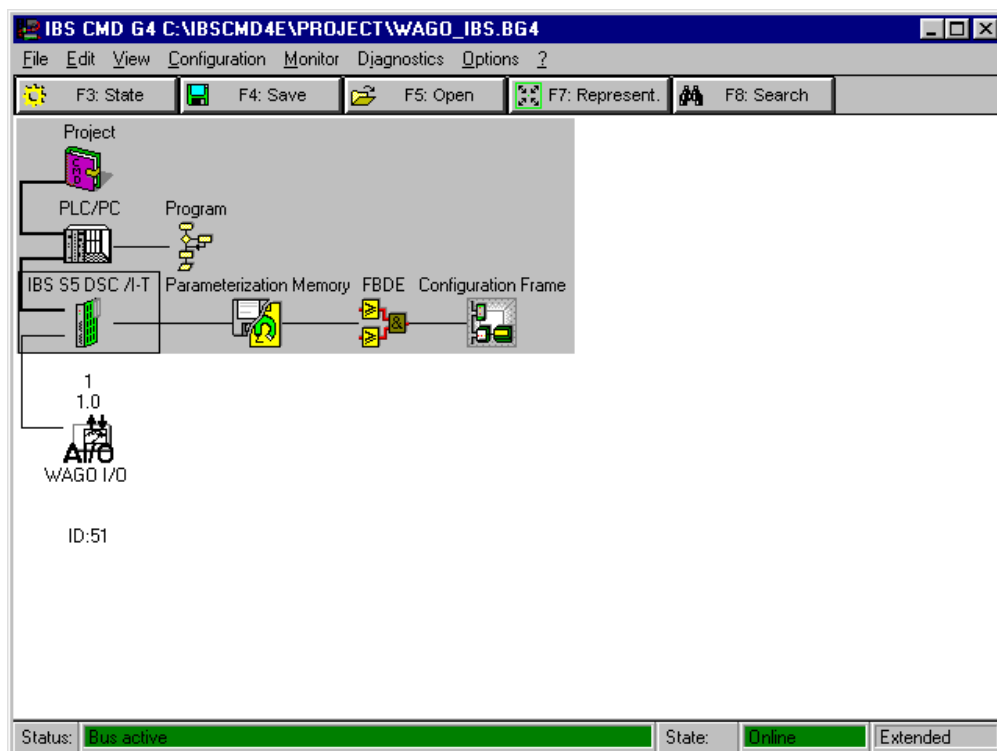 IBS CMD G4 C:\IBSCMD4E\PROJECT\WAGO_IBS.BG4
File Edit View Configuration Monitor Diagnostics Options ?
F3: State F4: Save F5: Open F7: Represent. F8: Search
Project
CMD
PLC/PC Program
IBS S5 DSC /I-T Parameterization Memory FBDE Configuration Frame
≥
& 
≥
1
1.0
AI/O
WAGO I/O
ID:51
Status: Bus active State: Online Extended